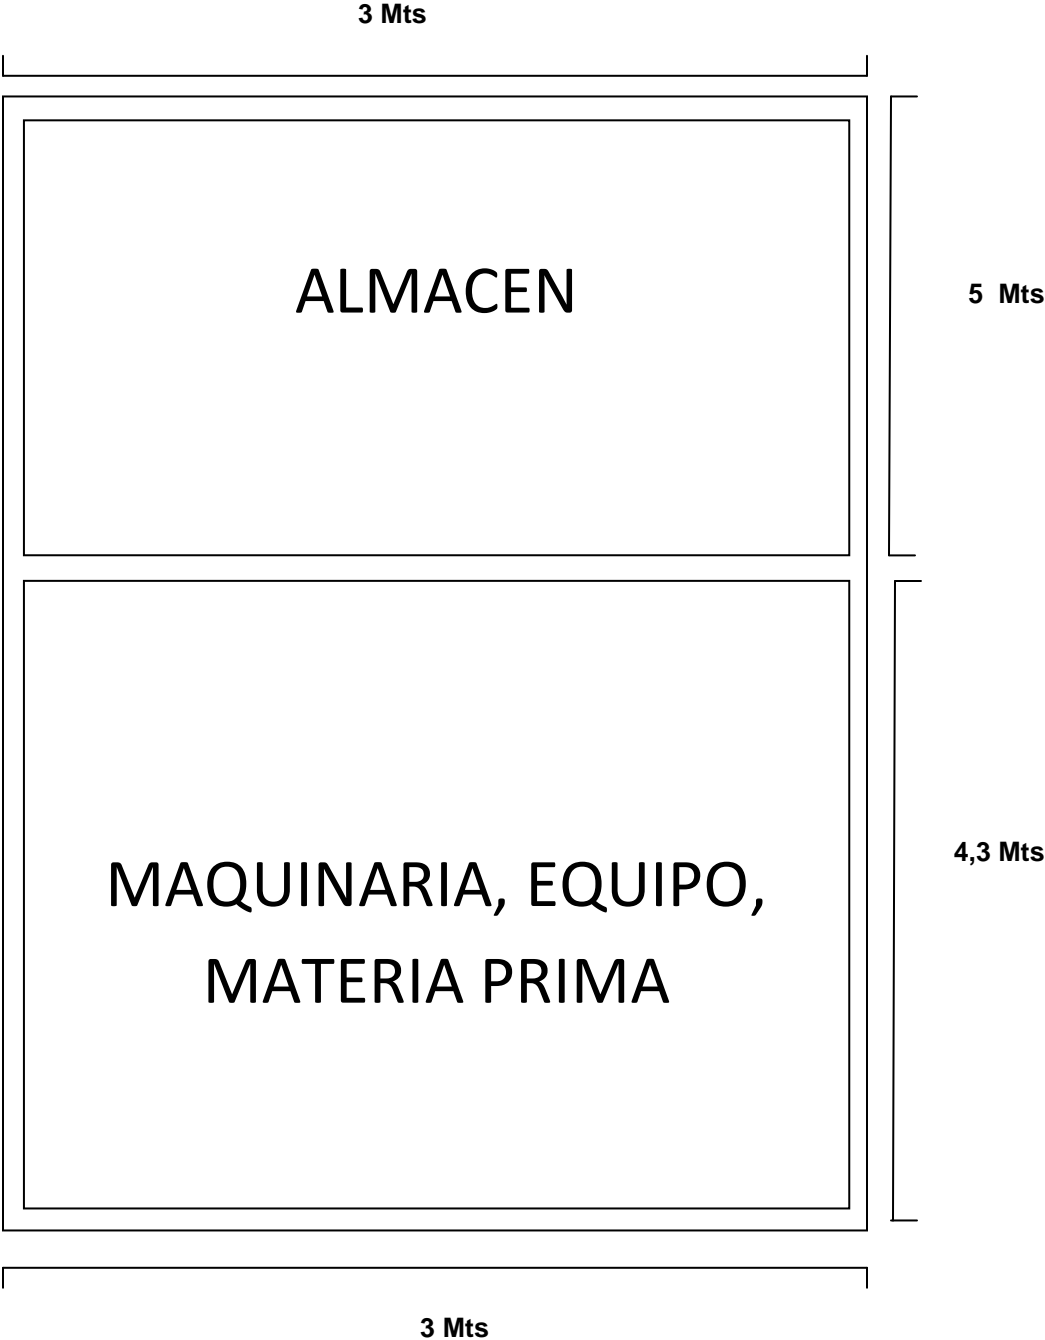 3 Mts
ALMACEN
5  Mts
4,3 Mts
MAQUINARIA, EQUIPO,
MATERIA PRIMA
3 Mts